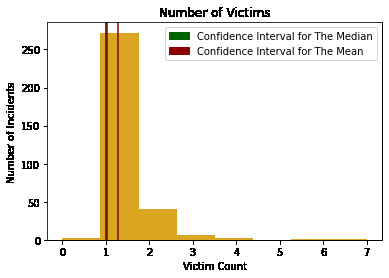 Number of Victims
Confidence Interval for The Median
Confidence Interval for The Mean
Number of Incidents
250
200
150
100
50
0
0 1 2 3 4 5 6 7
Victim Count